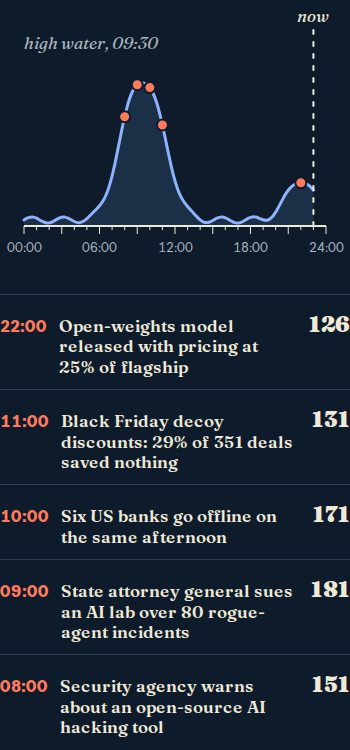 now
high water, 09:30
00:00 06:00 12:00 18:00 24:00
22:00 Open-weights model 126
released with pricing at
25% of flagship
11:00 Black Friday decoy 131
discounts: 29% of 351 deals
saved nothing
10:00 Six US banks go offline on 171
the same afternoon
09:00 State attorney general sues 181
an AI lab over 80 rogue-
agent incidents
08:00 Security agency warns 151
about an open-source AI
hacking tool